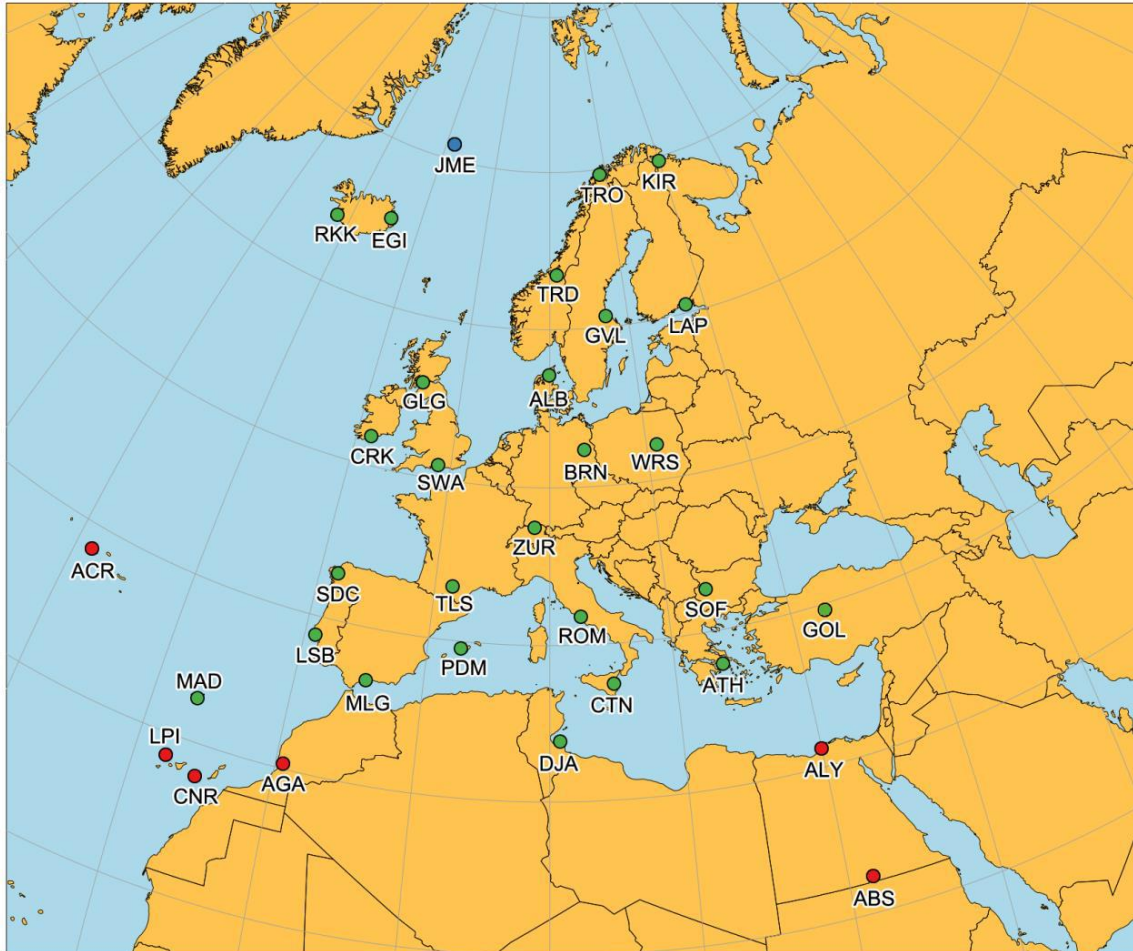 JME
KIR
TRO
RKK
EGI
TRD
GVL
LAP
ALB
GLG
CRK
BRN
WRS
SWA
ZUR
ACR
SDC
TLS
SOF
GOL
ROM
LSB
PDM
MAD
MLG
CTN
ATH
LPI
DJA
ALY
CNR
AGA
ABS